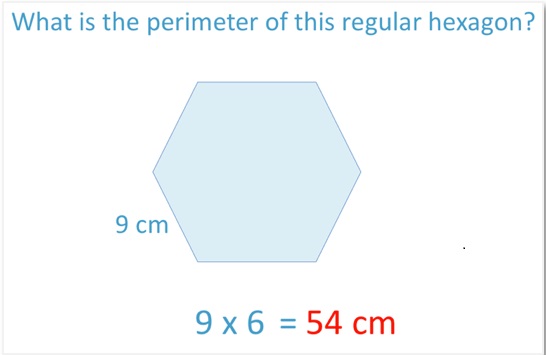 What is the perimeter of this regular hexagon?
9 cm
9 x 6 = 54 cm